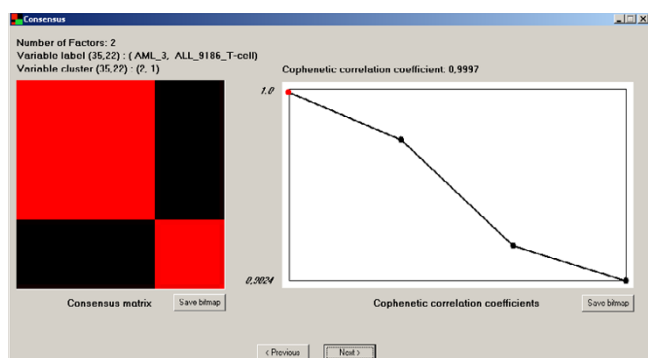 Consensus
Number of Factors: 2
Variable label (35,22) : ( AML_3, ALL_9186_T-cell)
Variable cluster (35,22) : (2, 1)
Cophenetic correlation coefficient: 0,9997
1.0
0,9024
Consensus matrix
Save bitmap
Cophenetic correlation coefficients
Save bitmap
< Previous
Next >